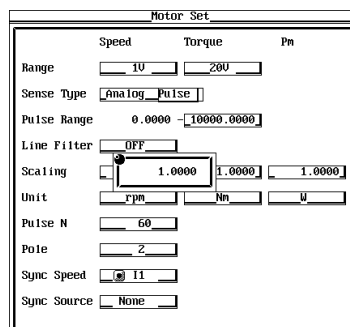 Motor Set
Speed Torque Pm
Range 1V 20V
Sense Type Analog Pulse
Pulse Range 0.0000 - 10000.0000
Line Filter OFF
Scaling 1.0000 1.0000 1.0000
Unit rpm Nm W
Pulse N 60
Pole 2
Sync Speed I1
Sync Source None